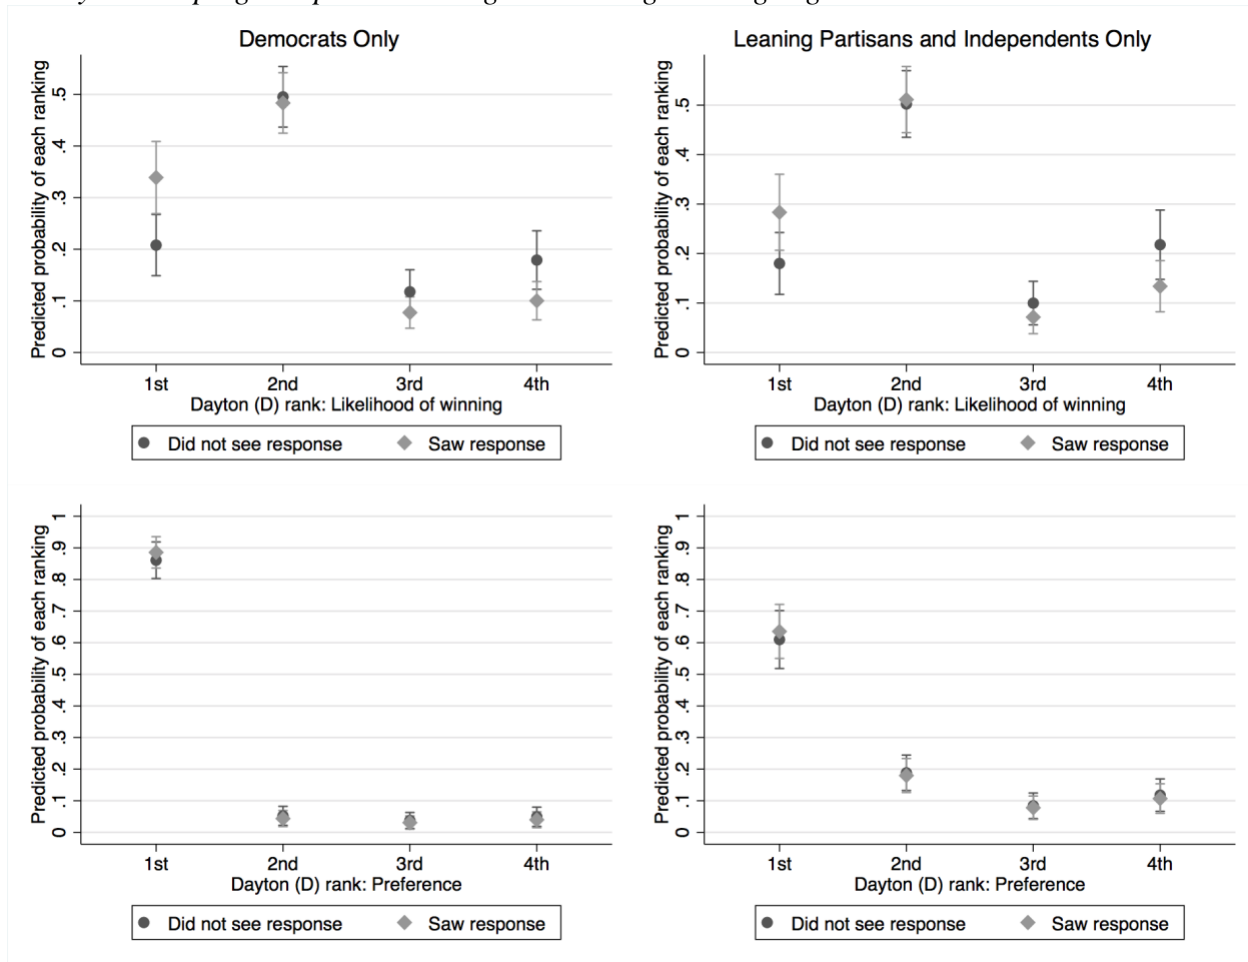 Democrats Only
Leaning Partisans and Independents Only
Predicted probability of each ranking
.5
.4
.3
.2
.1
0
1st 2nd 3rd 4th
Dayton (D) rank: Likelihood of winning
Did not see response Saw response
Predicted probability of each ranking
.5
.4
.3
.2
.1
0
1st 2nd 3rd 4th
Dayton (D) rank: Likelihood of winning
Did not see response Saw response
Predicted probability of each ranking
1
.9
.8
.7
.6
.5
.4
.3
.2
.1
0
1st 2nd 3rd 4th
Dayton (D) rank: Preference
Did not see response Saw response
Predicted probability of each ranking
1
.9
.8
.7
.6
.5
.4
.3
.2
.1
0
1st 2nd 3rd 4th
Dayton (D) rank: Preference
Did not see response Saw response